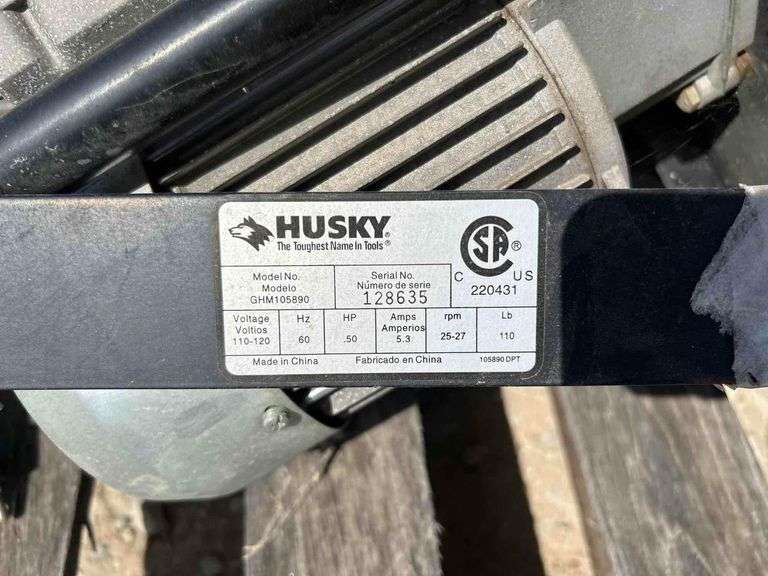 HUSKY®
The Toughest Name In Tools®
CSA®
C US
220431
Model No.
Modelo
GHM105890
Serial No.
Número de serie
128635
Voltage
Voltios
110-120
Hz
60
HP
.50
Amps
Amperios
5.3
rpm
25-27
Lb
110
Made in China Fabricado en China 105890 DPT